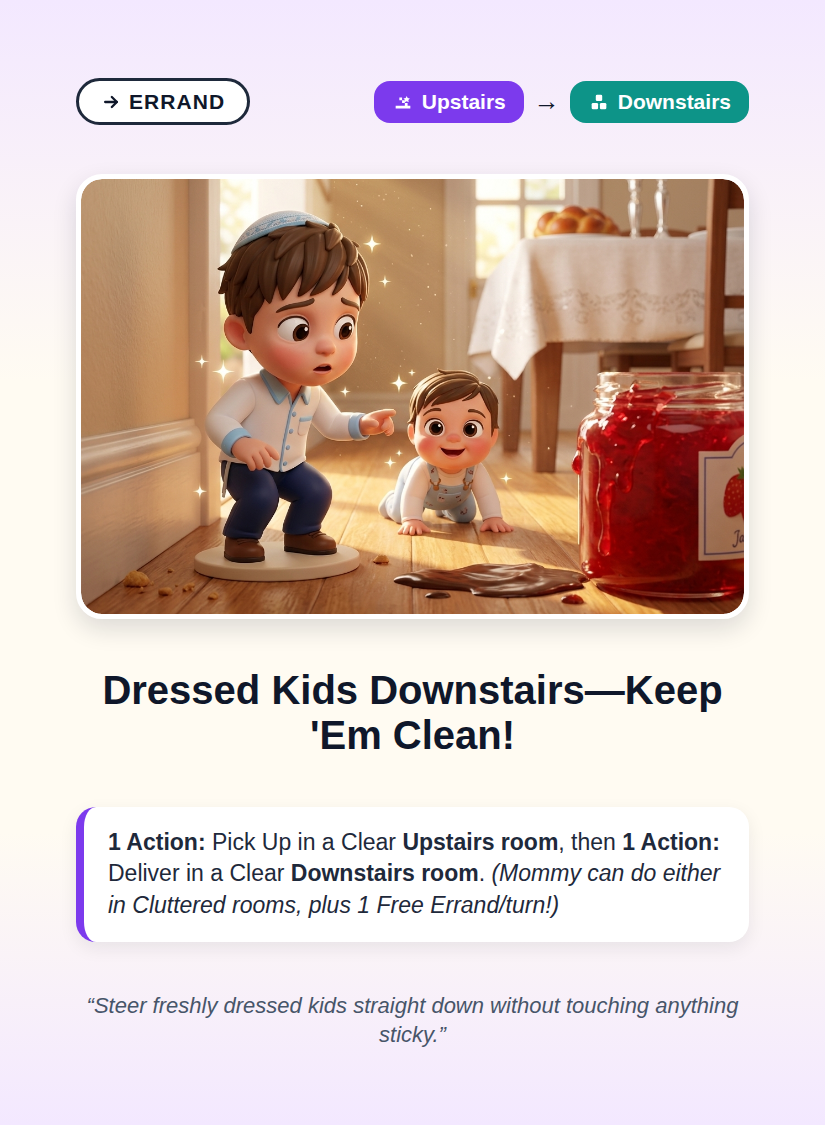 → ERRAND
Upstairs → Downstairs
Dressed Kids Downstairs—Keep
'Em Clean!
1 Action: Pick Up in a Clear Upstairs room, then 1 Action:
Deliver in a Clear Downstairs room. (Mommy can do either
in Cluttered rooms, plus 1 Free Errand/turn!)
“Steer freshly dressed kids straight down without touching anything
sticky.”